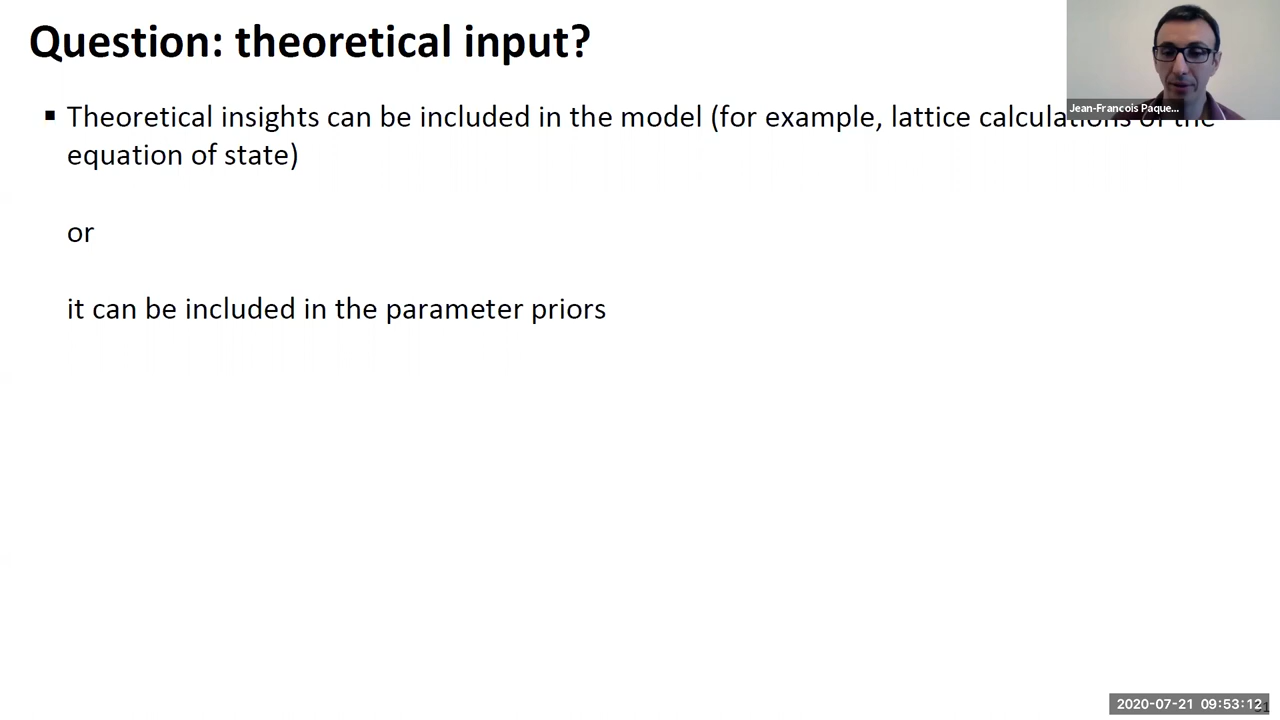 Question: theoretical input?
Jean-Francois Paque...
▪ Theoretical insights can be included in the model (for example, lattice calculations of the
equation of state)
or
it can be included in the parameter priors
2020-07-21 09:53:12